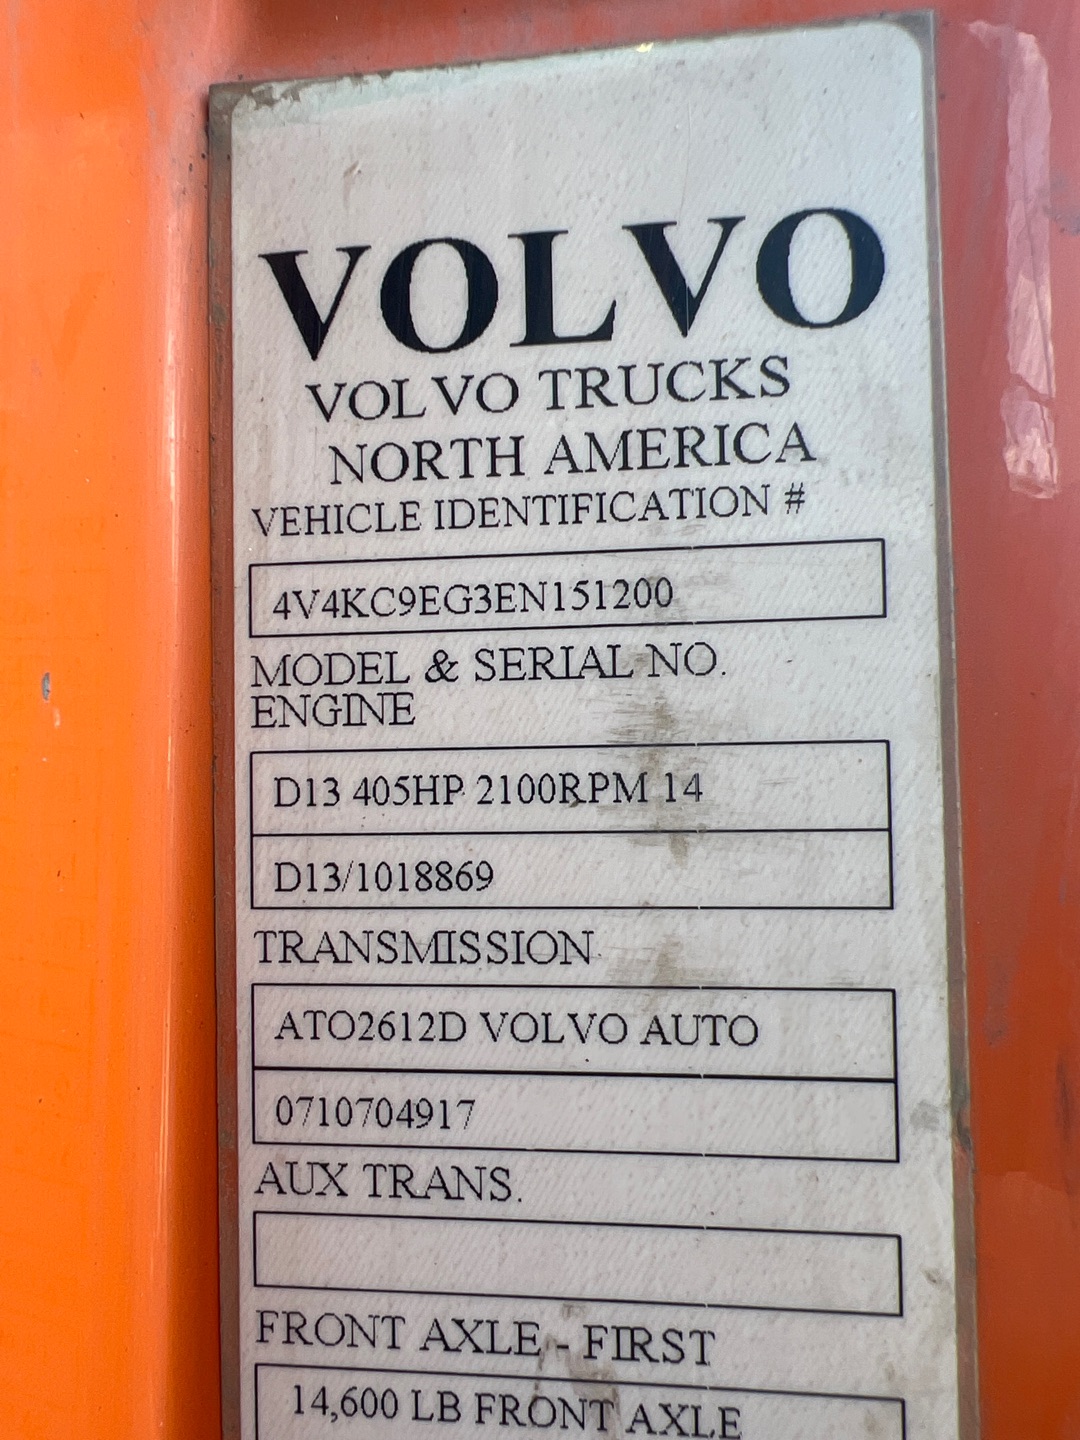 VOLVO
VOLVO TRUCKS
NORTH AMERICA
VEHICLE IDENTIFICATION #
4V4KC9EG3EN151200
MODEL & SERIAL NO.
ENGINE
D13 405HP 2100RPM 14
D13/1018869
TRANSMISSION
ATO2612D VOLVO AUTO
0710704917
AUX TRANS.
FRONT AXLE - FIRST
14,600 LB FRONT AXLE